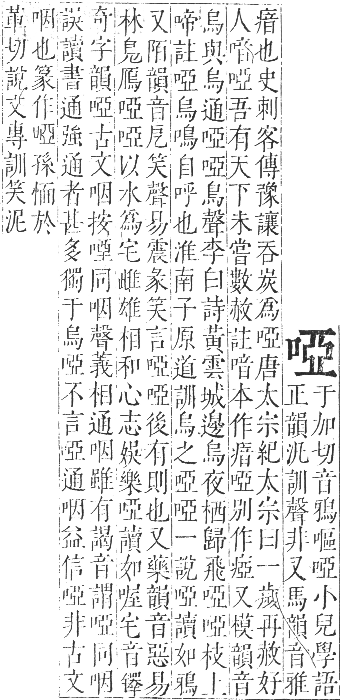 啞
于加切音鴉嘔啞小兒學語
正韻汎訓聲非又馬韻音雅
瘖也史刺客傳豫讓吞炭爲啞唐太宗紀太宗曰一歲再赦好
人喑啞吾有天下未嘗數赦註喑本作瘖啞別作瘂又模韻音
烏與烏通啞啞烏聲李白詩黃雲城邊烏夜栖歸飛啞啞枝上
啼註啞烏鳴自呼也淮南子原道訓烏之啞啞一說啞讀如鴉
又陌韻音戹笑聲易震彖笑言啞啞後有則也又藥韻音惡易
林鳧鴈啞啞以水爲宅雌雄相和心志娛樂啞讀如喔宅音鐸
奇字韻啞古文咽按啞同咽聲義相通咽雖有謁音謂啞同咽
誤讀書通強通者甚多獨于烏啞不言啞通咽益信啞非古文
咽也篆作啞孫愐於
革切說文專訓笑泥